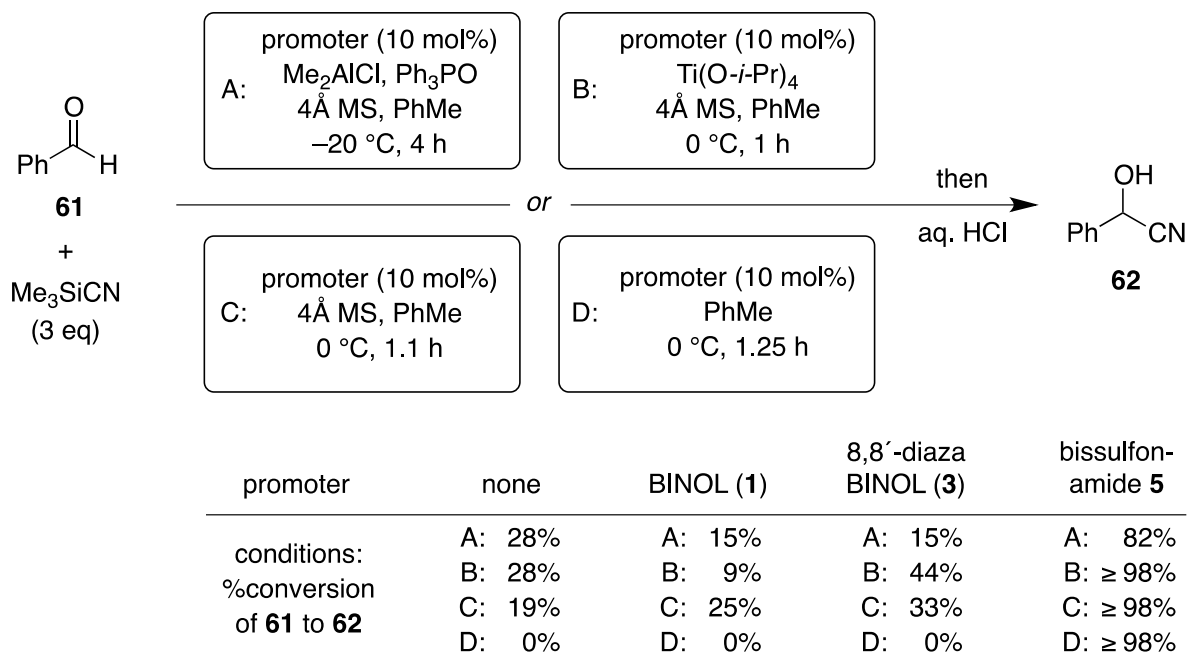 promoter (10 mol%)
A: Me₂AlCl, Ph₃PO
4Å MS, PhMe
–20 °C, 4 h
promoter (10 mol%)
B: Ti(O-i-Pr)₄
4Å MS, PhMe
0 °C, 1 h
O
Ph H
61
+
Me₃SiCN
(3 eq)
or
then
aq. HCl
OH
Ph CN
62
promoter (10 mol%)
C: 4Å MS, PhMe
0 °C, 1.1 h
promoter (10 mol%)
D: PhMe
0 °C, 1.25 h
promoter none BINOL (1) 8,8´-diaza BINOL (3) bissulfon-amide 5
conditions:
%conversion
of 61 to 62
A: 28% A: 15% A: 15% A: 82%
B: 28% B: 9% B: 44% B: ≥ 98%
C: 19% C: 25% C: 33% C: ≥ 98%
D: 0% D: 0% D: 0% D: ≥ 98%